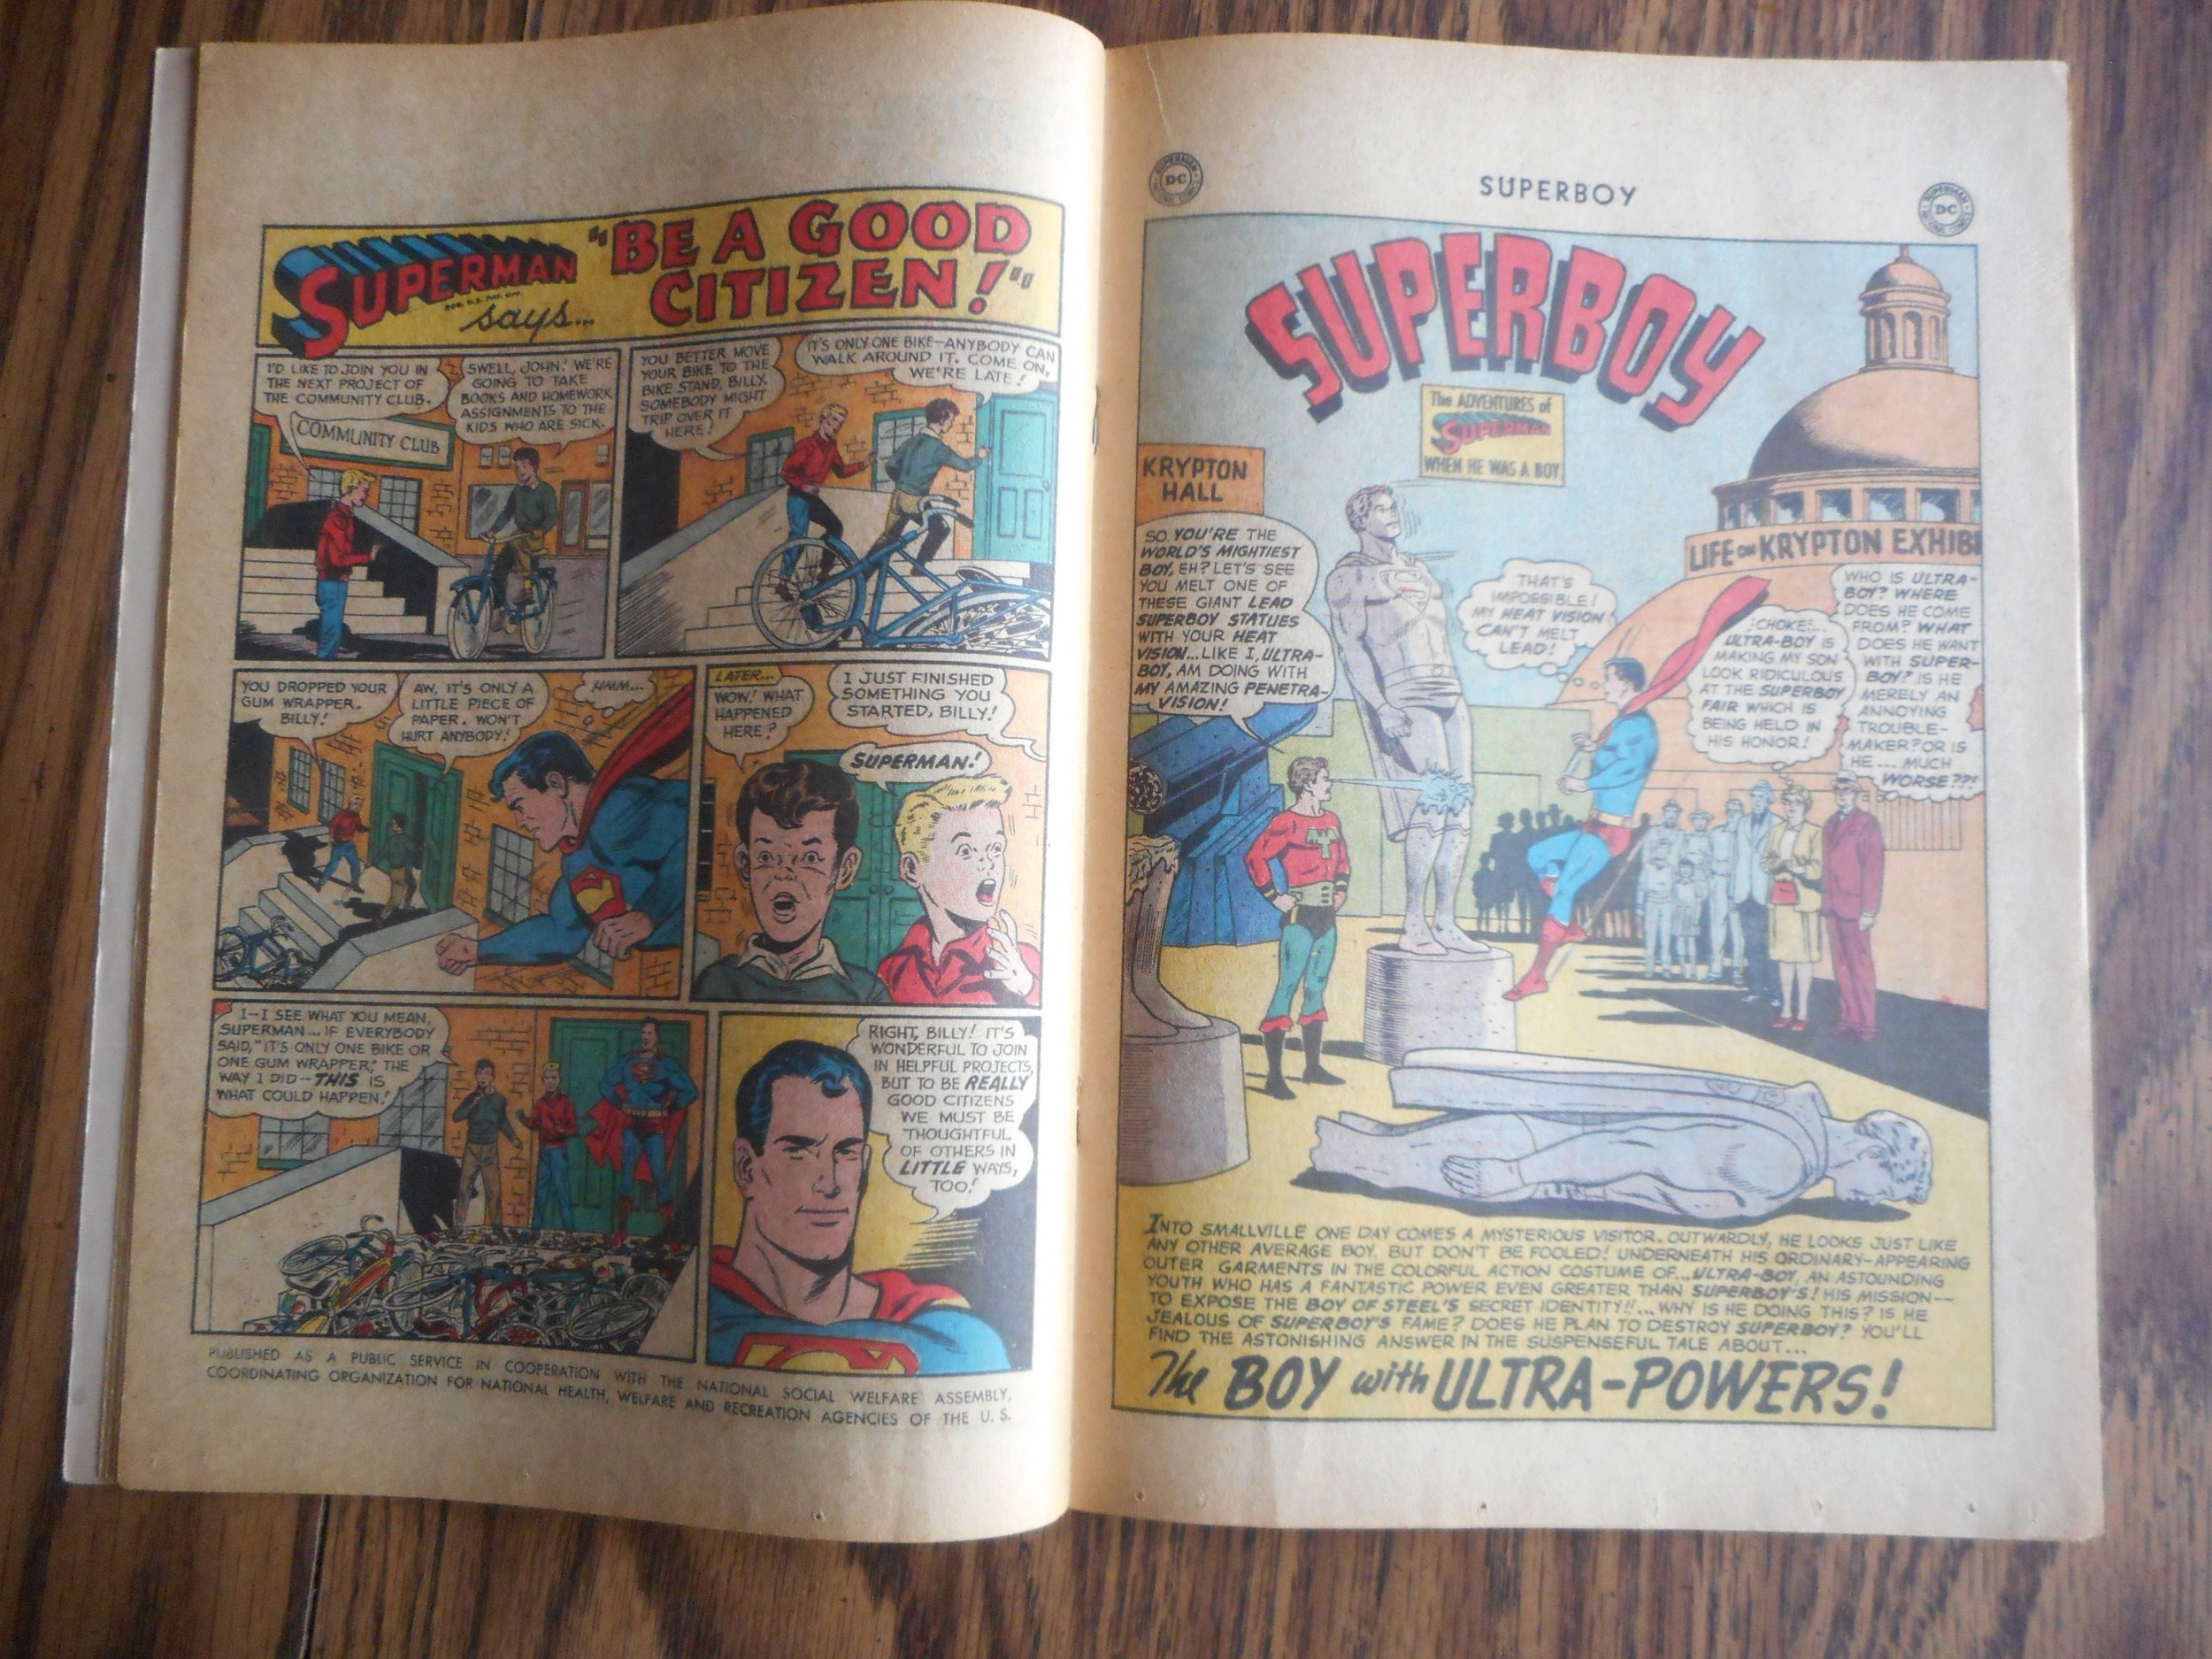 SUPERMAN
REG. U.S. PAT. OFF.
says...
"BE A GOOD
CITIZEN!"
I'D LIKE TO JOIN YOU IN
THE NEXT PROJECT OF
THE COMMUNITY CLUB.
SWELL, JOHN! WE'RE
GOING TO TAKE
BOOKS AND HOMEWORK
ASSIGNMENTS TO THE
KIDS WHO ARE SICK.
COMMUNITY CLUB
YOU BETTER MOVE
YOUR BIKE TO THE
BIKE STAND, BILLY.
SOMEBODY MIGHT
TRIP OVER IT
HERE!
IT'S ONLY ONE BIKE—ANYBODY CAN
WALK AROUND IT. COME ON,
WE'RE LATE!
YOU DROPPED YOUR
GUM WRAPPER,
BILLY!
AW, IT'S ONLY A
LITTLE PIECE OF
PAPER. WON'T
HURT ANYBODY!
HMM...
LATER...
WOW! WHAT
HAPPENED
HERE?
I JUST FINISHED
SOMETHING YOU
STARTED, BILLY!
SUPERMAN!
I--I SEE WHAT YOU MEAN,
SUPERMAN... IF EVERYBODY
SAID, "IT'S ONLY ONE BIKE OR
ONE GUM WRAPPER," THE
WAY I DID—THIS IS
WHAT COULD HAPPEN!
RIGHT, BILLY! IT'S
WONDERFUL TO JOIN
IN HELPFUL PROJECTS,
BUT TO BE REALLY
GOOD CITIZENS
WE MUST BE
THOUGHTFUL
OF OTHERS IN
LITTLE WAYS,
TOO!
PUBLISHED AS A PUBLIC SERVICE IN COOPERATION WITH THE NATIONAL SOCIAL WELFARE ASSEMBLY,
COORDINATING ORGANIZATION FOR NATIONAL HEALTH, WELFARE AND RECREATION AGENCIES OF THE U. S.
SUPERMAN
DC
NATIONAL COMICS
SUPERBOY
SUPERMAN
DC
NATIONAL COMICS
SUPERBOY
The ADVENTURES of
SUPERMAN
WHEN HE WAS A BOY
KRYPTON
HALL
LIFE ON KRYPTON EXHIBI
SO YOU'RE THE
WORLD'S MIGHTIEST
BOY, EH? LET'S SEE
YOU MELT ONE OF
THESE GIANT LEAD
SUPERBOY STATUES
WITH YOUR HEAT
VISION... LIKE I, ULTRA-
BOY, AM DOING WITH
MY AMAZING PENETRA-
VISION!
THAT'S
IMPOSSIBLE!
MY HEAT VISION
CAN'T MELT
LEAD!
:CHOKE:...
ULTRA-BOY IS
MAKING MY SON
LOOK RIDICULOUS
AT THE SUPERBOY
FAIR WHICH IS
BEING HELD IN
HIS HONOR!
WHO IS ULTRA-
BOY? WHERE
DOES HE COME
FROM? WHAT
DOES HE WANT
WITH SUPER-
BOY? IS HE
MERELY AN
ANNOYING
TROUBLE-
MAKER? OR IS
HE... MUCH
WORSE??!
INTO SMALLVILLE ONE DAY COMES A MYSTERIOUS VISITOR. OUTWARDLY, HE LOOKS JUST LIKE
ANY OTHER AVERAGE BOY. BUT DON'T BE FOOLED! UNDERNEATH HIS ORDINARY-APPEARING
OUTER GARMENTS IN THE COLORFUL ACTION COSTUME OF... ULTRA-BOY, AN ASTOUNDING
YOUTH WHO HAS A FANTASTIC POWER EVEN GREATER THAN SUPERBOY'S! HIS MISSION--
TO EXPOSE THE BOY OF STEEL'S SECRET IDENTITY!!... WHY IS HE DOING THIS? IS HE
JEALOUS OF SUPERBOY'S FAME? DOES HE PLAN TO DESTROY SUPERBOY? YOU'LL
FIND THE ASTONISHING ANSWER IN THE SUSPENSEFUL TALE ABOUT...
The BOY with ULTRA-POWERS!